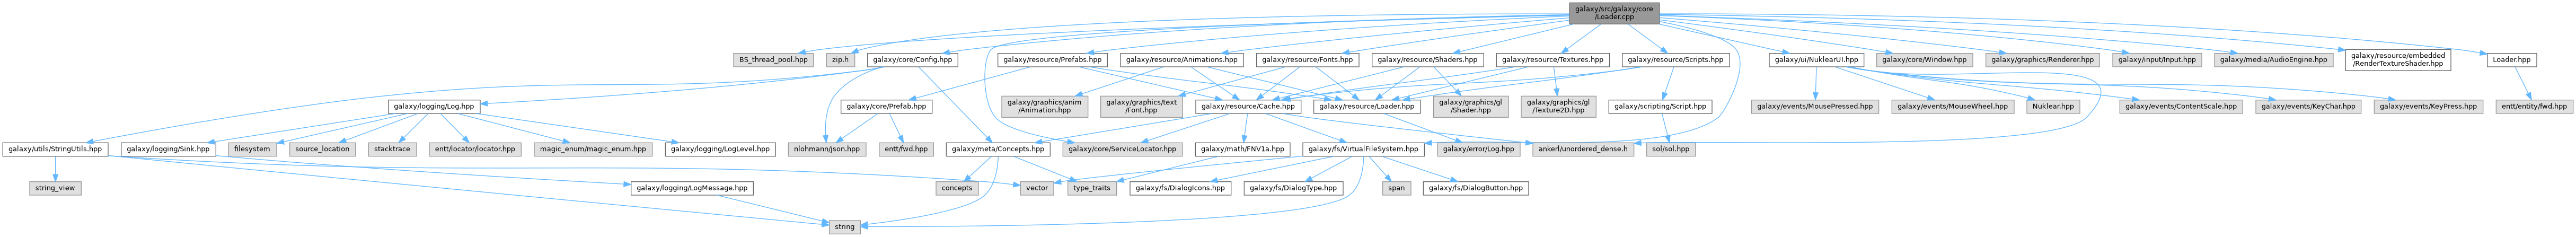 galaxy/src/galaxy/core
/Loader.cpp
BS_thread_pool.hpp
zip.h
galaxy/core/Config.hpp
galaxy/resource/Prefabs.hpp
galaxy/resource/Animations.hpp
galaxy/resource/Fonts.hpp
galaxy/resource/Shaders.hpp
galaxy/resource/Textures.hpp
galaxy/resource/Scripts.hpp
galaxy/ui/NuklearUI.hpp
galaxy/core/Window.hpp
galaxy/graphics/Renderer.hpp
galaxy/input/Input.hpp
galaxy/media/AudioEngine.hpp
galaxy/resource/embedded
/RenderTextureShader.hpp
Loader.hpp
galaxy/logging/Log.hpp
galaxy/core/Prefab.hpp
galaxy/graphics/anim
/Animation.hpp
galaxy/graphics/text
/Font.hpp
galaxy/resource/Cache.hpp
galaxy/resource/Loader.hpp
galaxy/graphics/gl
/Shader.hpp
galaxy/graphics/gl
/Texture2D.hpp
galaxy/scripting/Script.hpp
galaxy/events/MousePressed.hpp
galaxy/events/MouseWheel.hpp
Nuklear.hpp
galaxy/events/ContentScale.hpp
galaxy/events/KeyChar.hpp
galaxy/events/KeyPress.hpp
entt/entity/fwd.hpp
galaxy/utils/StringUtils.hpp
galaxy/logging/Sink.hpp
filesystem
source_location
stacktrace
entt/locator/locator.hpp
magic_enum/magic_enum.hpp
galaxy/logging/LogLevel.hpp
nlohmann/json.hpp
entt/fwd.hpp
galaxy/meta/Concepts.hpp
galaxy/core/ServiceLocator.hpp
galaxy/math/FNV1a.hpp
galaxy/fs/VirtualFileSystem.hpp
galaxy/error/Log.hpp
ankerl/unordered_dense.h
sol/sol.hpp
string_view
galaxy/logging/LogMessage.hpp
concepts
vector
type_traits
galaxy/fs/DialogIcons.hpp
galaxy/fs/DialogType.hpp
span
galaxy/fs/DialogButton.hpp
string